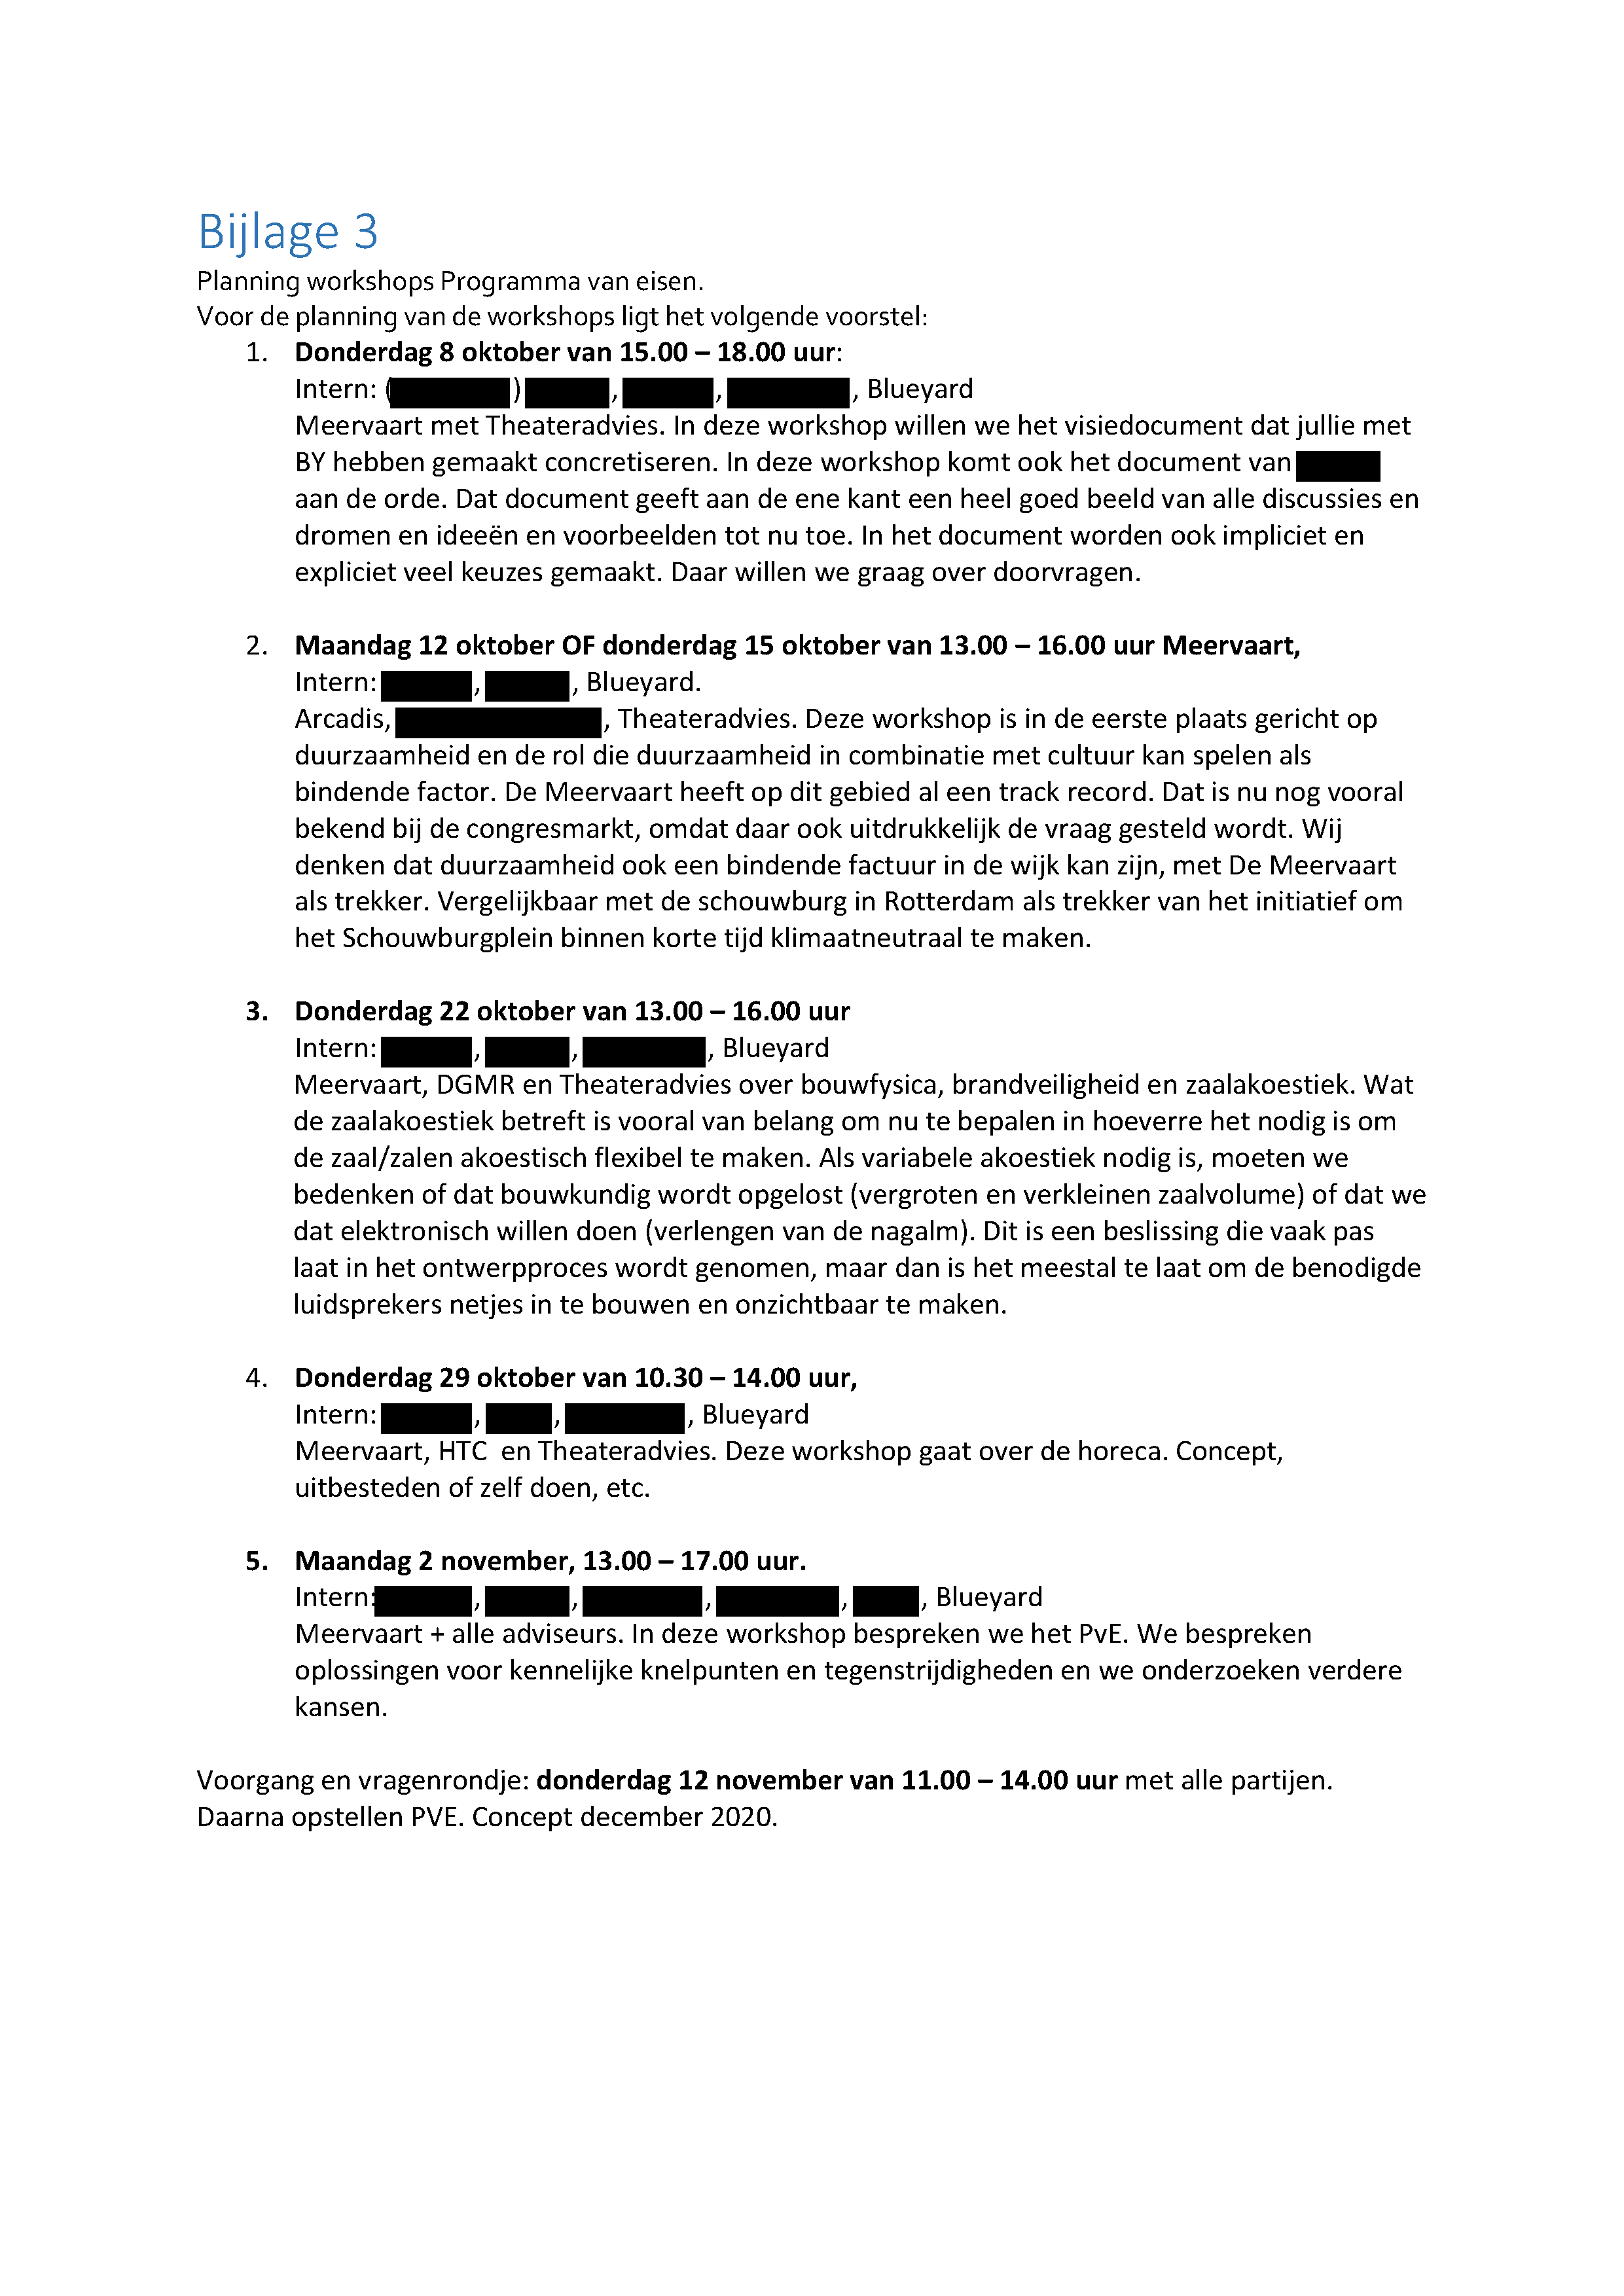 Bijlage 3
Planning workshops Programma van eisen.
Voor de planning van de workshops ligt het volgende voorstel:
1. Donderdag 8 oktober van 15.00 – 18.00 uur:
Intern: ( ) , , , Blueyard
Meervaart met Theateradvies. In deze workshop willen we het visiedocument dat jullie met
BY hebben gemaakt concretiseren. In deze workshop komt ook het document van
aan de orde. Dat document geeft aan de ene kant een heel goed beeld van alle discussies en
dromen en ideeën en voorbeelden tot nu toe. In het document worden ook impliciet en
expliciet veel keuzes gemaakt. Daar willen we graag over doorvragen.
2. Maandag 12 oktober OF donderdag 15 oktober van 13.00 – 16.00 uur Meervaart,
Intern: , , Blueyard.
Arcadis, , Theateradvies. Deze workshop is in de eerste plaats gericht op
duurzaamheid en de rol die duurzaamheid in combinatie met cultuur kan spelen als
bindende factor. De Meervaart heeft op dit gebied al een track record. Dat is nu nog vooral
bekend bij de congresmarkt, omdat daar ook uitdrukkelijk de vraag gesteld wordt. Wij
denken dat duurzaamheid ook een bindende factuur in de wijk kan zijn, met De Meervaart
als trekker. Vergelijkbaar met de schouwburg in Rotterdam als trekker van het initiatief om
het Schouwburgplein binnen korte tijd klimaatneutraal te maken.
3. Donderdag 22 oktober van 13.00 – 16.00 uur
Intern: , , , Blueyard
Meervaart, DGMR en Theateradvies over bouwfysica, brandveiligheid en zaalakoestiek. Wat
de zaalakoestiek betreft is vooral van belang om nu te bepalen in hoeverre het nodig is om
de zaal/zalen akoestisch flexibel te maken. Als variabele akoestiek nodig is, moeten we
bedenken of dat bouwkundig wordt opgelost (vergroten en verkleinen zaalvolume) of dat we
dat elektronisch willen doen (verlengen van de nagalm). Dit is een beslissing die vaak pas
laat in het ontwerpproces wordt genomen, maar dan is het meestal te laat om de benodigde
luidsprekers netjes in te bouwen en onzichtbaar te maken.
4. Donderdag 29 oktober van 10.30 – 14.00 uur,
Intern: , , , Blueyard
Meervaart, HTC en Theateradvies. Deze workshop gaat over de horeca. Concept,
uitbesteden of zelf doen, etc.
5. Maandag 2 november, 13.00 – 17.00 uur.
Intern: , , , , , Blueyard
Meervaart + alle adviseurs. In deze workshop bespreken we het PvE. We bespreken
oplossingen voor kennelijke knelpunten en tegenstrijdigheden en we onderzoeken verdere
kansen.
Voorgang en vragenrondje: donderdag 12 november van 11.00 – 14.00 uur met alle partijen.
Daarna opstellen PVE. Concept december 2020.